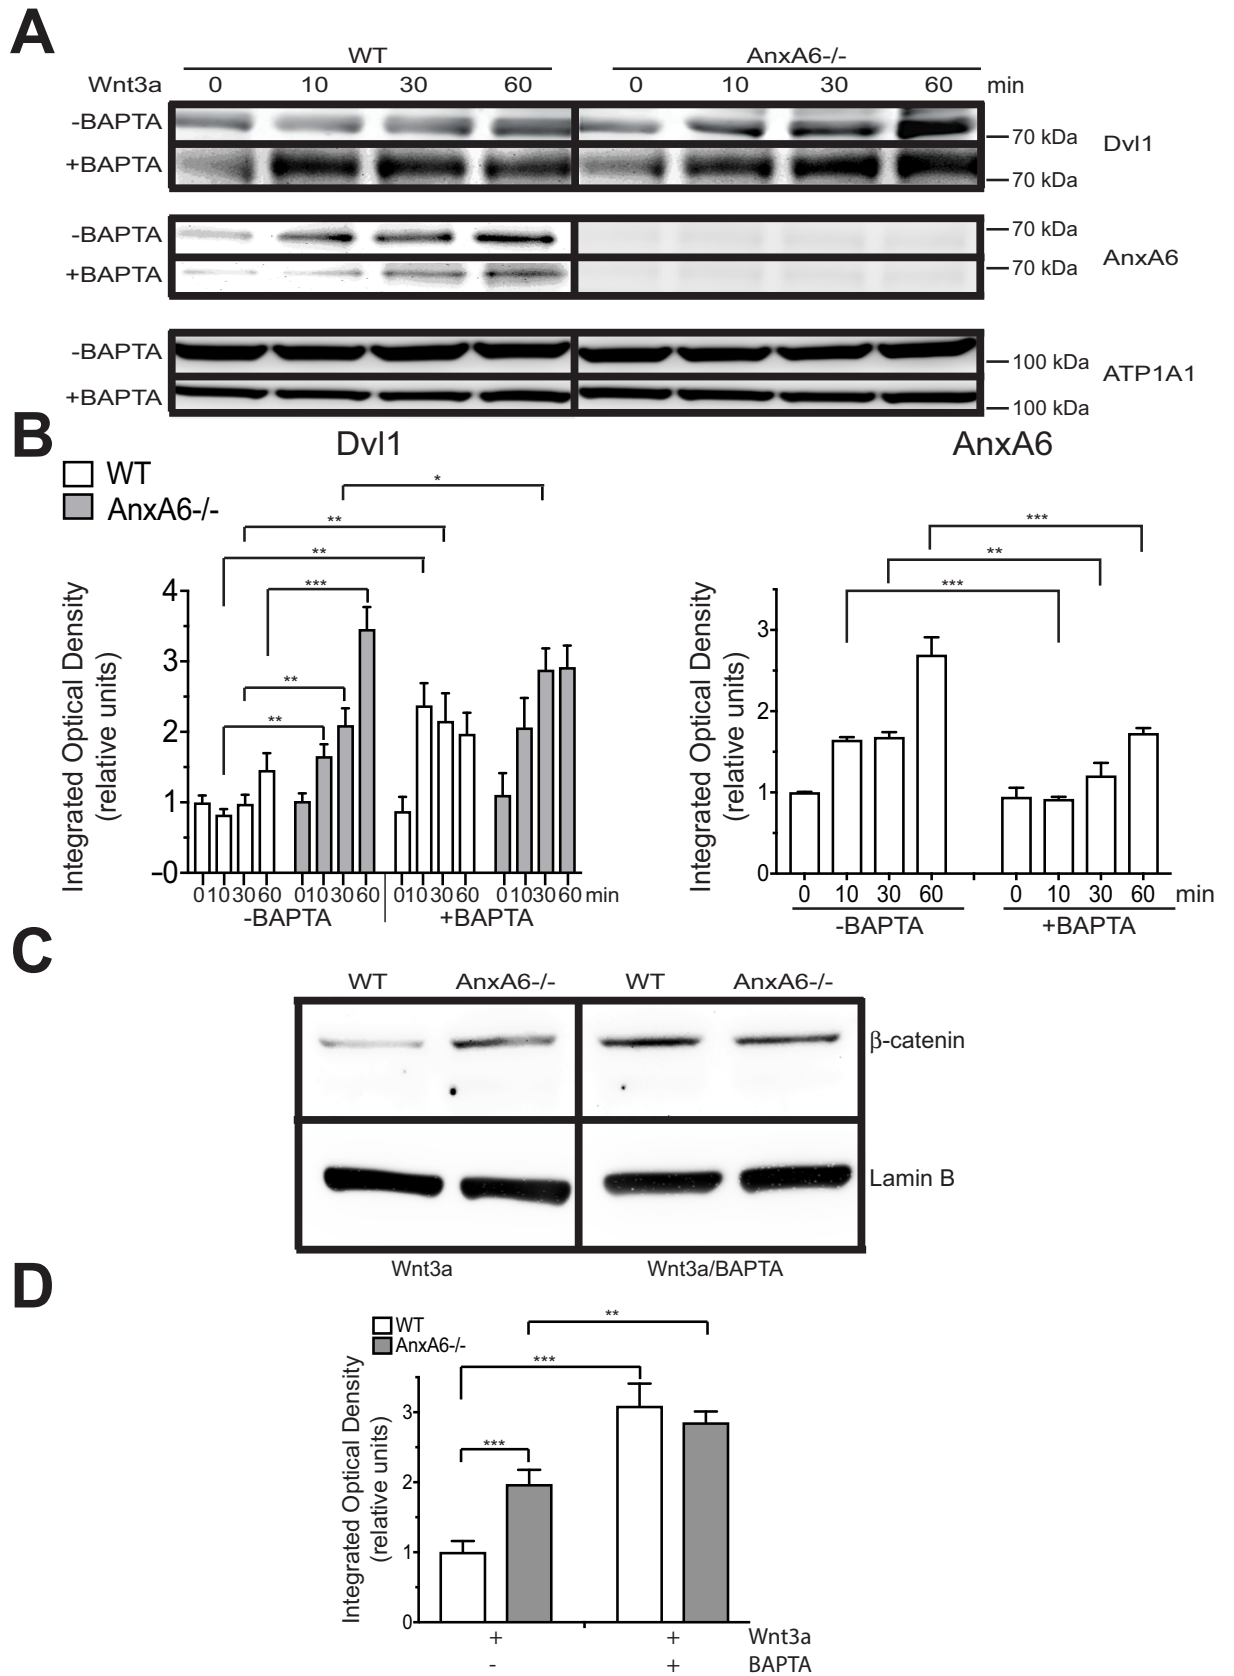 A
WT AnxA6-/-
Wnt3a 0 10 30 60 0 10 30 60 min
-BAPTA 70 kDa Dvl1
+BAPTA 70 kDa
-BAPTA 70 kDa AnxA6
+BAPTA 70 kDa
-BAPTA 100 kDa ATP1A1
+BAPTA 100 kDa
B
Dvl1 AnxA6
WT
AnxA6-/-
*
** ***
** **
*** ***
**
**
Integrated Optical Density
(relative units)
4
3
2
1
0
0 10 30 60 0 10 30 60 0 10 30 60 0 10 30 60 min
-BAPTA +BAPTA
Integrated Optical Density
(relative units)
3
2
1
0
0 10 30 60 0 10 30 60 min
-BAPTA +BAPTA
C
WT AnxA6-/- WT AnxA6-/-
β-catenin
Lamin B
Wnt3a Wnt3a/BAPTA
D
WT
AnxA6-/-
**
***
***
Integrated Optical Density
(relative units)
3
2
1
0
+ + Wnt3a
- + BAPTA